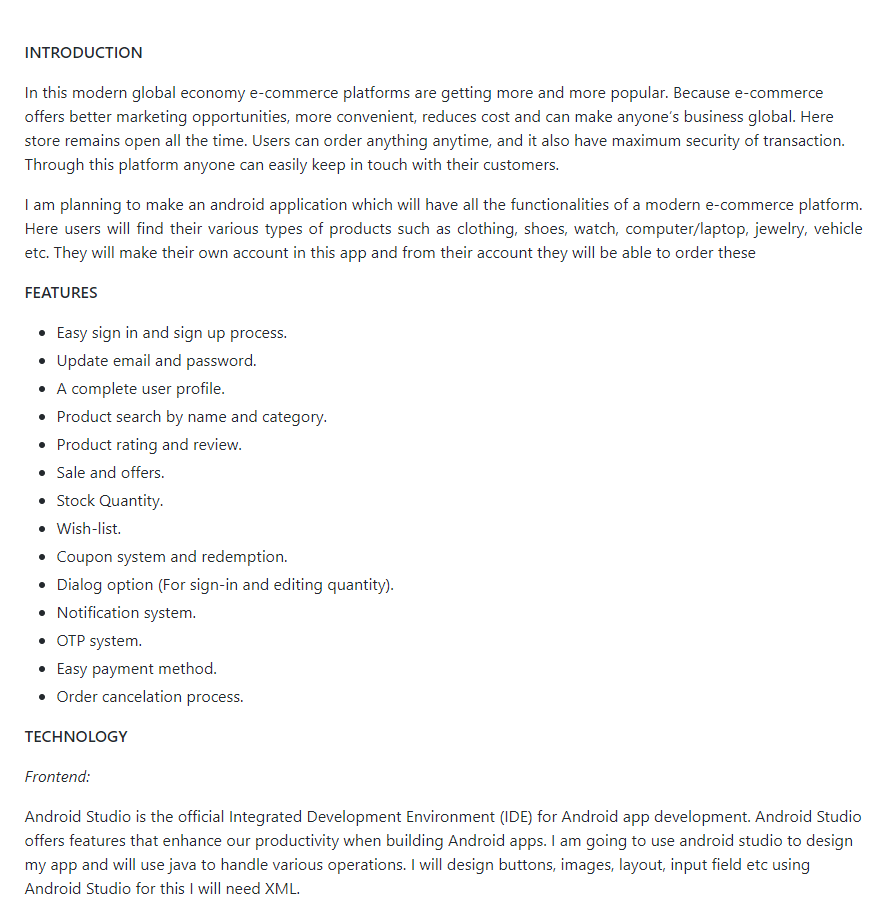 INTRODUCTION
In this modern global economy e-commerce platforms are getting more and more popular. Because e-commerce
offers better marketing opportunities, more convenient, reduces cost and can make anyone's business global. Here
store remains open all the time. Users can order anything anytime, and it also have maximum security of transaction.
Through this platform anyone can easily keep in touch with their customers.
I am planning to make an android application which will have all the functionalities of a modern e-commerce platform.
Here users will find their various types of products such as clothing, shoes, watch, computer/laptop, jewelry, vehicle
etc. They will make their own account in this app and from their account they will be able to order these
FEATURES
• Easy sign in and sign up process.
• Update email and password.
• A complete user profile.
• Product search by name and category.
• Product rating and review.
• Sale and offers.
• Stock Quantity.
• Wish-list.
• Coupon system and redemption.
• Dialog option (For sign-in and editing quantity).
• Notification system.
• OTP system.
• Easy payment method.
• Order cancelation process.
TECHNOLOGY
Frontend:
Android Studio is the official Integrated Development Environment (IDE) for Android app development. Android Studio
offers features that enhance our productivity when building Android apps. I am going to use android studio to design
my app and will use java to handle various operations. I will design buttons, images, layout, input field etc using
Android Studio for this I will need XML.